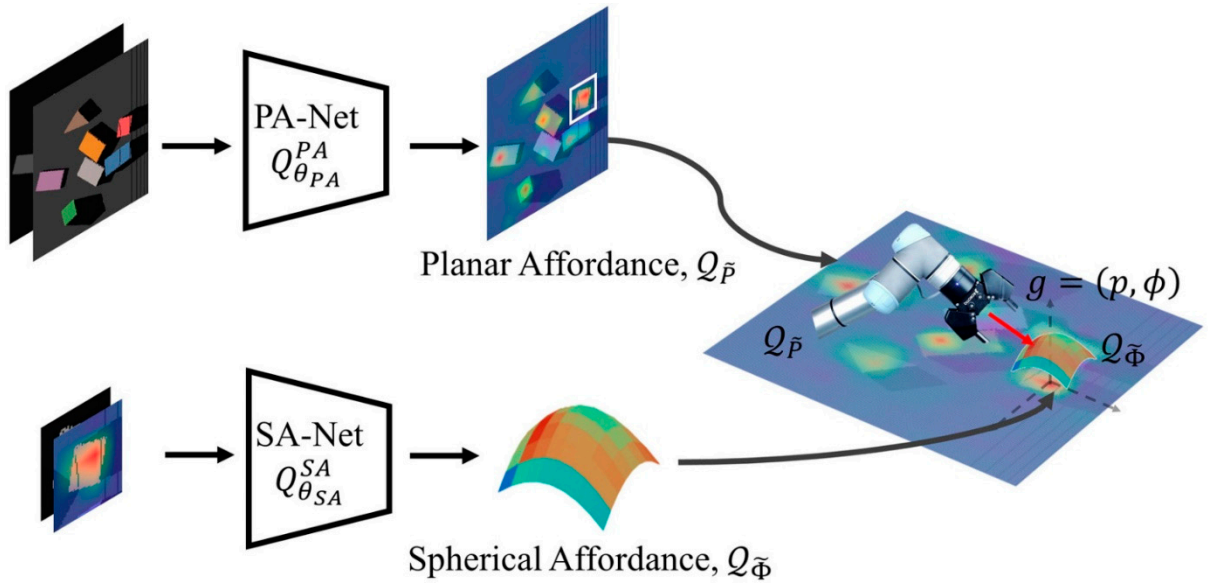 PA-Net
Q^{PA}_{θ_{PA}}
Planar Affordance, 𝒬_{P̃}
g = (p, ϕ)
𝒬_{P̃}
𝒬_{Φ̃}
SA-Net
Q^{SA}_{θ_{SA}}
Spherical Affordance, 𝒬_{Φ̃}